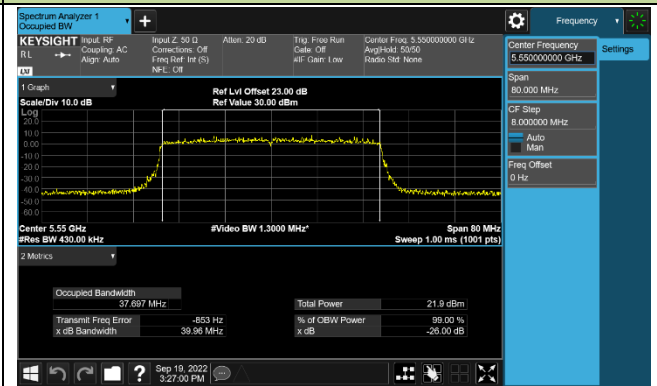 Spectrum Analyzer 1
Occupied BW
Frequency
KEYSIGHT
Input: RF
Coupling: AC
Align: Auto
Input Z: 50 Ω
Corrections: Off
Freq Ref: Int (S)
NFE: Off
Atten: 20 dB
Trig: Free Run
Gate: Off
#IF Gain: Low
Center Freq: 5.550000000 GHz
Avg|Hold: 50/50
Radio Std: None
RL
LXI
Center Frequency
5.550000000 GHz
Settings
Span
80.000 MHz
CF Step
8.000000 MHz
Auto
Man
Freq Offset
0 Hz
1 Graph
Scale/Div 10.0 dB
Ref Lvl Offset 23.00 dB
Ref Value 30.00 dBm
Log
20.0
10.0
0.00
-10.0
-20.0
-30.0
-40.0
-50.0
-60.0
Center 5.55 GHz
#Res BW 430.00 kHz
#Video BW 1.3000 MHz*
Span 80 MHz
Sweep 1.00 ms (1001 pts)
2 Metrics
Occupied Bandwidth
37.697 MHz
Total Power 21.9 dBm
Transmit Freq Error -853 Hz
% of OBW Power 99.00 %
x dB Bandwidth 39.96 MHz
x dB -26.00 dB
Sep 19, 2022
3:27:00 PM